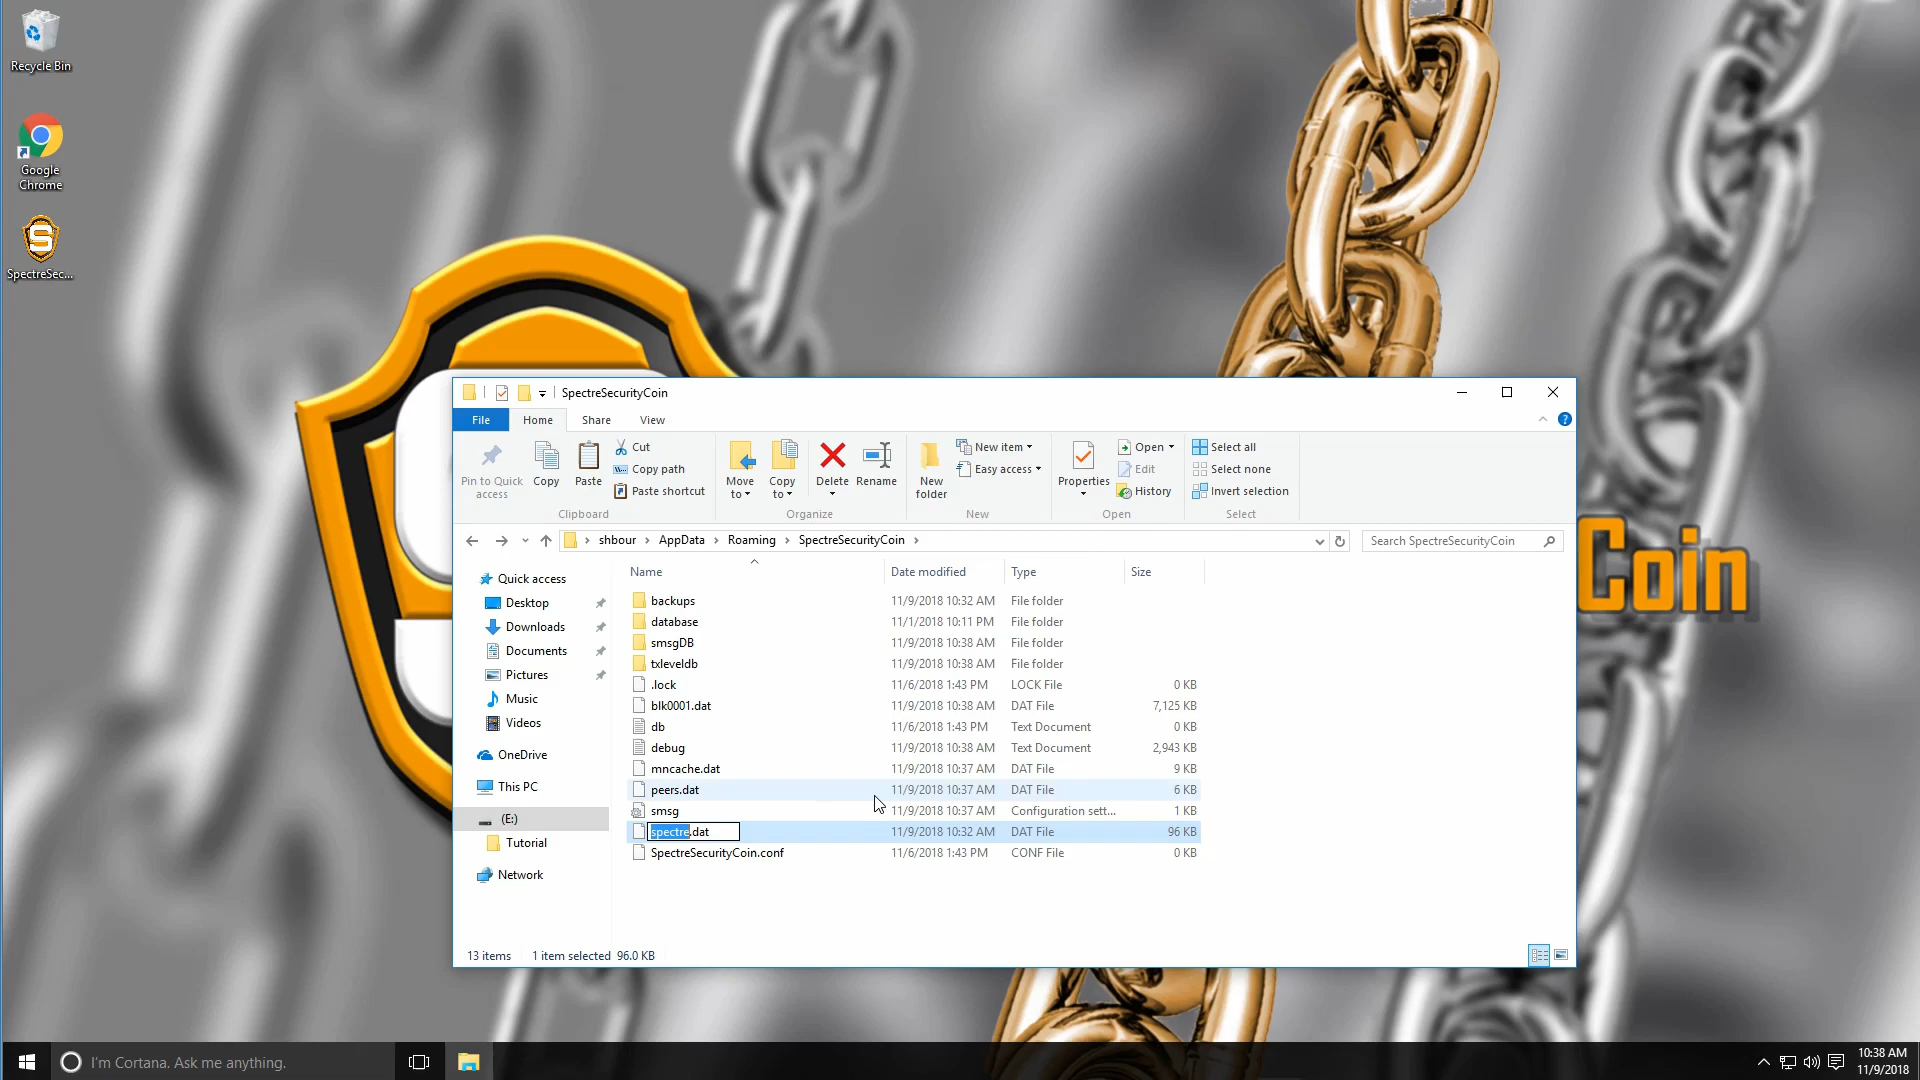 Recycle Bin
Google
Chrome
SpectreSec...
S
Coin
SpectreSecurityCoin
File Home Share View
Pin to Quick
access
Copy
Paste
Cut
Copy path
Paste shortcut
Clipboard
Move
to
Copy
to
Delete
Rename
Organize
New
folder
New item
Easy access
New
Properties
Open
Edit
History
Open
Select all
Select none
Invert selection
Select
shbour > AppData > Roaming > SpectreSecurityCoin >
Search SpectreSecurityCoin
Quick access
Desktop
Downloads
Documents
Pictures
Music
Videos
OneDrive
This PC
(E:)
Tutorial
Network
Name Date modified Type Size
backups 11/9/2018 10:32 AM File folder
database 11/1/2018 10:11 PM File folder
smsgDB 11/9/2018 10:38 AM File folder
txleveldb 11/9/2018 10:38 AM File folder
.lock 11/6/2018 1:43 PM LOCK File 0 KB
blk0001.dat 11/9/2018 10:38 AM DAT File 7,125 KB
db 11/6/2018 1:43 PM Text Document 0 KB
debug 11/9/2018 10:38 AM Text Document 2,943 KB
mncache.dat 11/9/2018 10:37 AM DAT File 9 KB
peers.dat 11/9/2018 10:37 AM DAT File 6 KB
smsg 11/9/2018 10:37 AM Configuration sett... 1 KB
spectre.dat 11/9/2018 10:32 AM DAT File 96 KB
SpectreSecurityCoin.conf 11/6/2018 1:43 PM CONF File 0 KB
13 items 1 item selected 96.0 KB
I'm Cortana. Ask me anything.
10:38 AM
11/9/2018